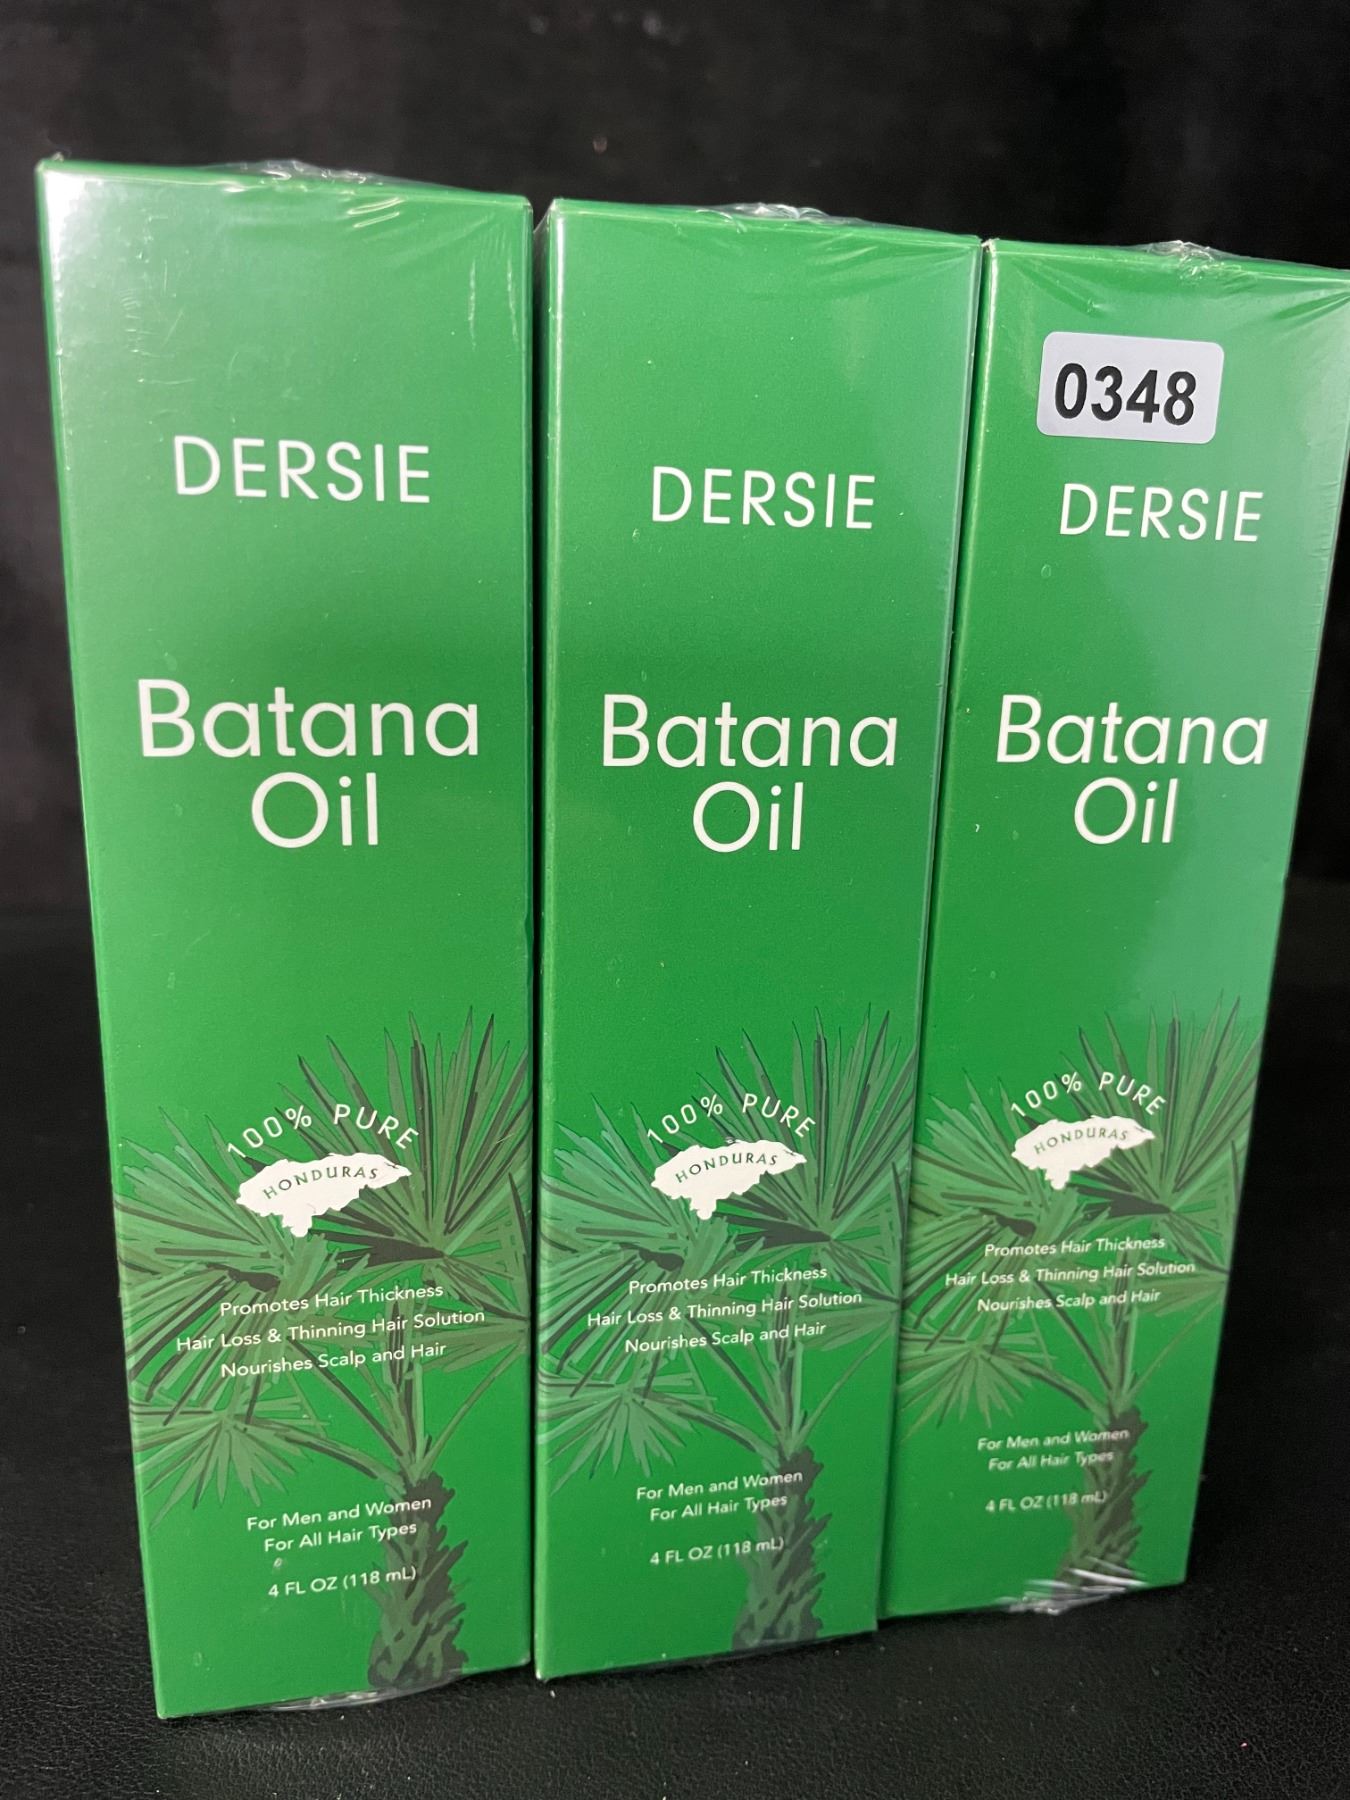 DERSIE
Batana
Oil
100% PURE
HONDURAS
Promotes Hair Thickness
Hair Loss & Thinning Hair Solution
Nourishes Scalp and Hair
For Men and Women
For All Hair Types
4 FL OZ (118 mL)
DERSIE
Batana
Oil
100% PURE
HONDURAS
Promotes Hair Thickness
Hair Loss & Thinning Hair Solution
Nourishes Scalp and Hair
For Men and Women
For All Hair Types
4 FL OZ (118 mL)
0348
DERSIE
Batana
Oil
100% PURE
HONDURAS
Promotes Hair Thickness
Hair Loss & Thinning Hair Solution
Nourishes Scalp and Hair
For Men and Women
For All Hair Types
4 FL OZ (118 mL)